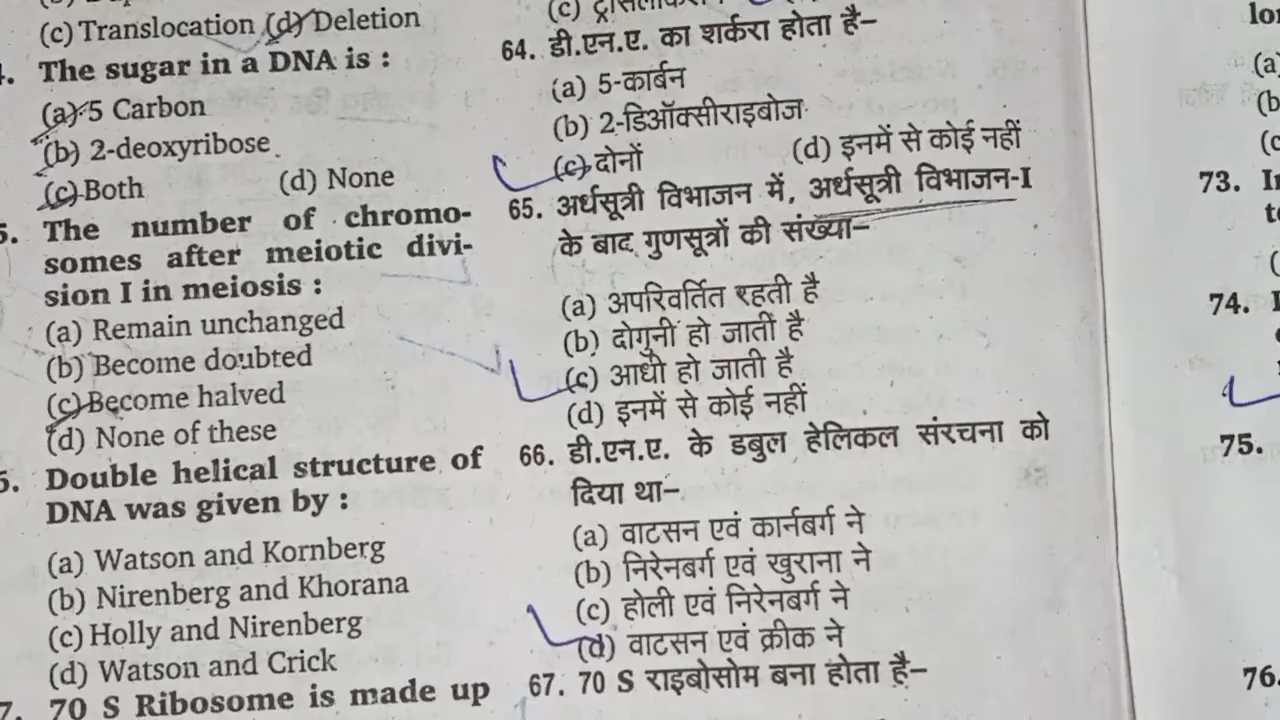 (c) Translocation (d) Deletion
The sugar in a DNA is :
(a) 5 Carbon
(b) 2-deoxyribose
(c) Both (d) None
The number of chromo-
somes after meiotic divi-
sion I in meiosis :
(a) Remain unchanged
(b) Become doubted
(c) Become halved
(d) None of these
Double helical structure of
DNA was given by :
(a) Watson and Kornberg
(b) Nirenberg and Khorana
(c) Holly and Nirenberg
(d) Watson and Crick
70 S Ribosome is made up
64. डी.एन.ए. का शर्करा होता है–
(a) 5-कार्बन
(b) 2-डिऑक्सीराइबोज
(c) दोनों (d) इनमें से कोई नहीं
65. अर्धसूत्री विभाजन में, अर्धसूत्री विभाजन-I
के बाद गुणसूत्रों की संख्या–
(a) अपरिवर्तित रहती है
(b) दोगुनी हो जाती है
(c) आधी हो जाती है
(d) इनमें से कोई नहीं
66. डी.एन.ए. के डबुल हेलिकल संरचना को
दिया था–
(a) वाटसन एवं कार्नबर्ग ने
(b) निरेनबर्ग एवं खुराना ने
(c) होली एवं निरेनबर्ग ने
(d) वाटसन एवं क्रीक ने
67. 70 S राइबोसोम बना होता है–
(a)
(b)
73.
74.
75.
76.